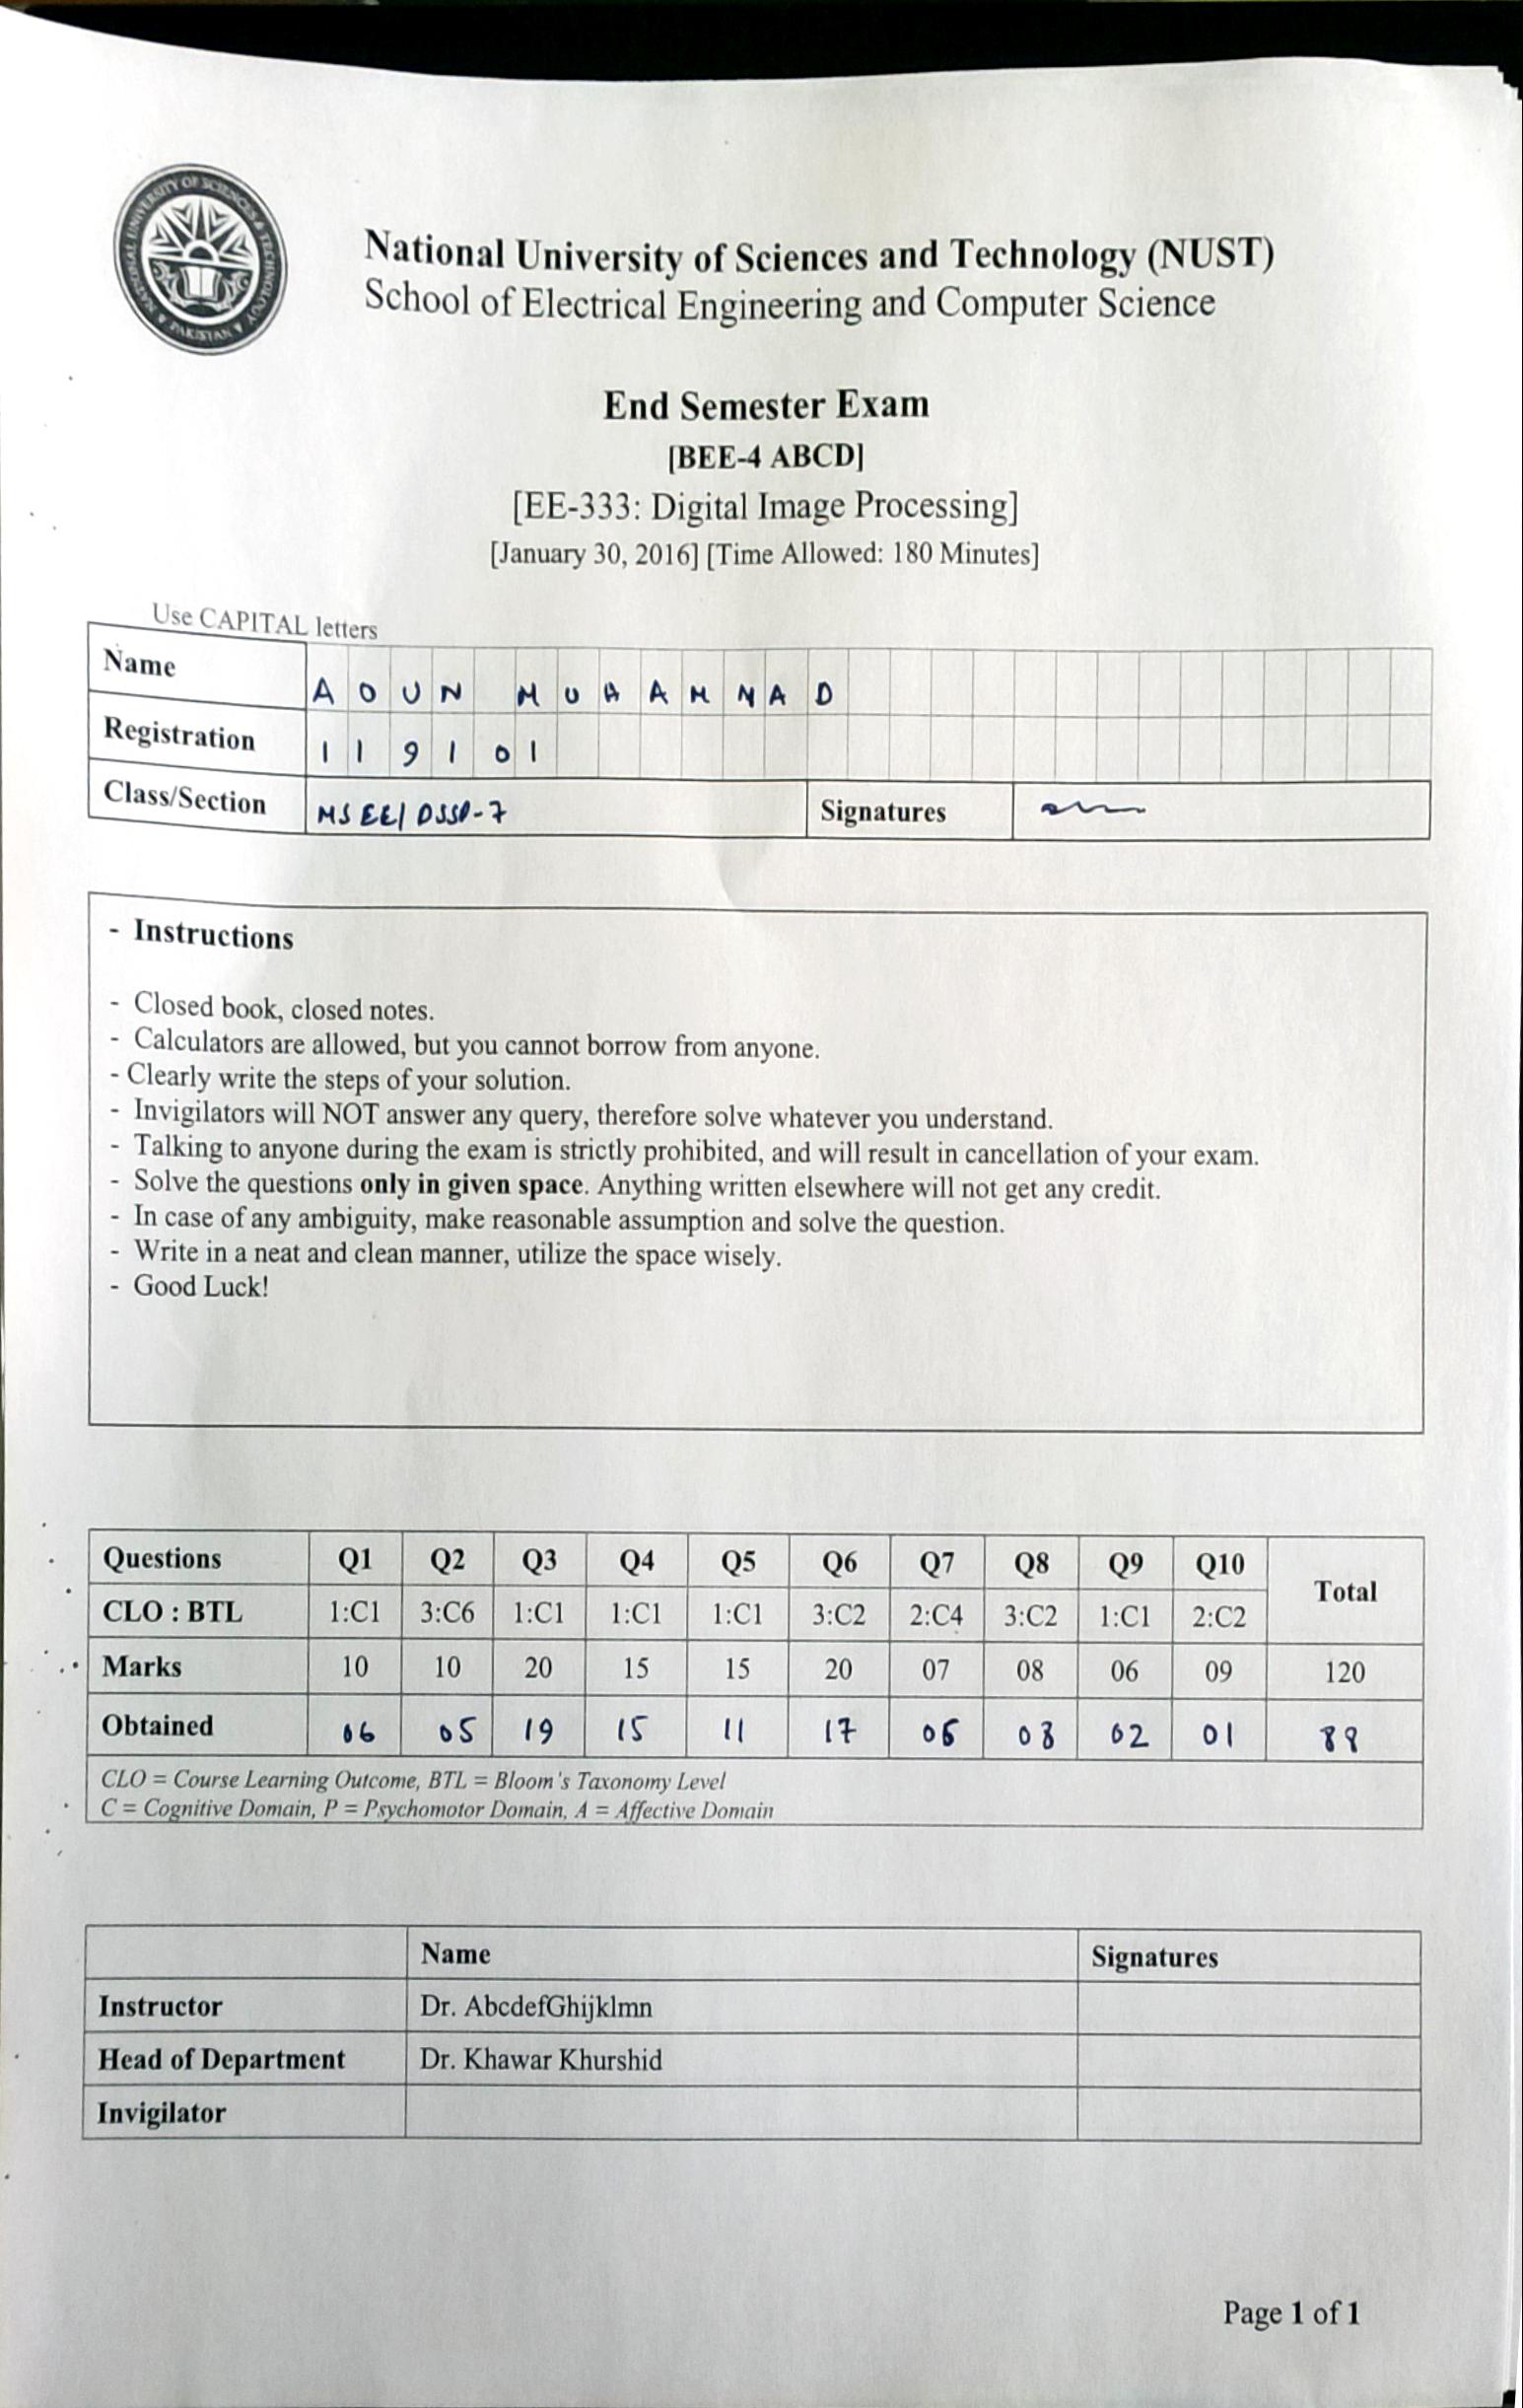 NATIONAL UNIVERSITY OF SCIENCES & TECHNOLOGY
PAKISTAN
National University of Sciences and Technology (NUST)
School of Electrical Engineering and Computer Science
End Semester Exam
[BEE-4 ABCD]
[EE-333: Digital Image Processing]
[January 30, 2016] [Time Allowed: 180 Minutes]
Use CAPITAL letters
Name AOUN MUHAMMAD
Registration 119101
Class/Section MSEE/DSSP-7 Signatures
- Instructions
- Closed book, closed notes.
- Calculators are allowed, but you cannot borrow from anyone.
- Clearly write the steps of your solution.
- Invigilators will NOT answer any query, therefore solve whatever you understand.
- Talking to anyone during the exam is strictly prohibited, and will result in cancellation of your exam.
- Solve the questions only in given space. Anything written elsewhere will not get any credit.
- In case of any ambiguity, make reasonable assumption and solve the question.
- Write in a neat and clean manner, utilize the space wisely.
- Good Luck!
Questions Q1 Q2 Q3 Q4 Q5 Q6 Q7 Q8 Q9 Q10 Total
CLO : BTL 1:C1 3:C6 1:C1 1:C1 1:C1 3:C2 2:C4 3:C2 1:C1 2:C2
Marks 10 10 20 15 15 20 07 08 06 09 120
Obtained 06 05 19 15 11 17 05 08 02 01 89
CLO = Course Learning Outcome, BTL = Bloom's Taxonomy Level
C = Cognitive Domain, P = Psychomotor Domain, A = Affective Domain
Name Signatures
Instructor Dr. AbcdefGhijklmn
Head of Department Dr. Khawar Khurshid
Invigilator
Page 1 of 1